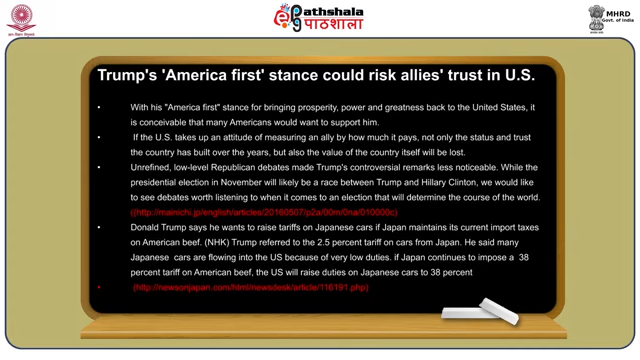 Pathshala
पाठशाला
MHRD
Govt. of India
Trump's 'America first' stance could risk allies' trust in U.S.
• With his "America first" stance for bringing prosperity, power and greatness back to the United States, it
is conceivable that many Americans would want to support him.
• If the U.S. takes up an attitude of measuring an ally by how much it pays, not only the status and trust
the country has built over the years, but also the value of the country itself will be lost.
• Unrefined, low-level Republican debates made Trump's controversial remarks less noticeable. While the
presidential election in November will likely be a race between Trump and Hillary Clinton, we would like
to see debates worth listening to when it comes to an election that will determine the course of the world.
((http://mainichi.jp/english/articles/20160507/p2a/00m/0na/010000c)
• Donald Trump says he wants to raise tariffs on Japanese cars if Japan maintains its current import taxes
on American beef. (NHK) Trump referred to the 2.5 percent tariff on cars from Japan. He said many
Japanese cars are flowing into the US because of very low duties. if Japan continues to impose a 38
percent tariff on American beef, the US will raise duties on Japanese cars to 38 percent
• (http://newsonjapan.com/html/newsdesk/article/116191.php)